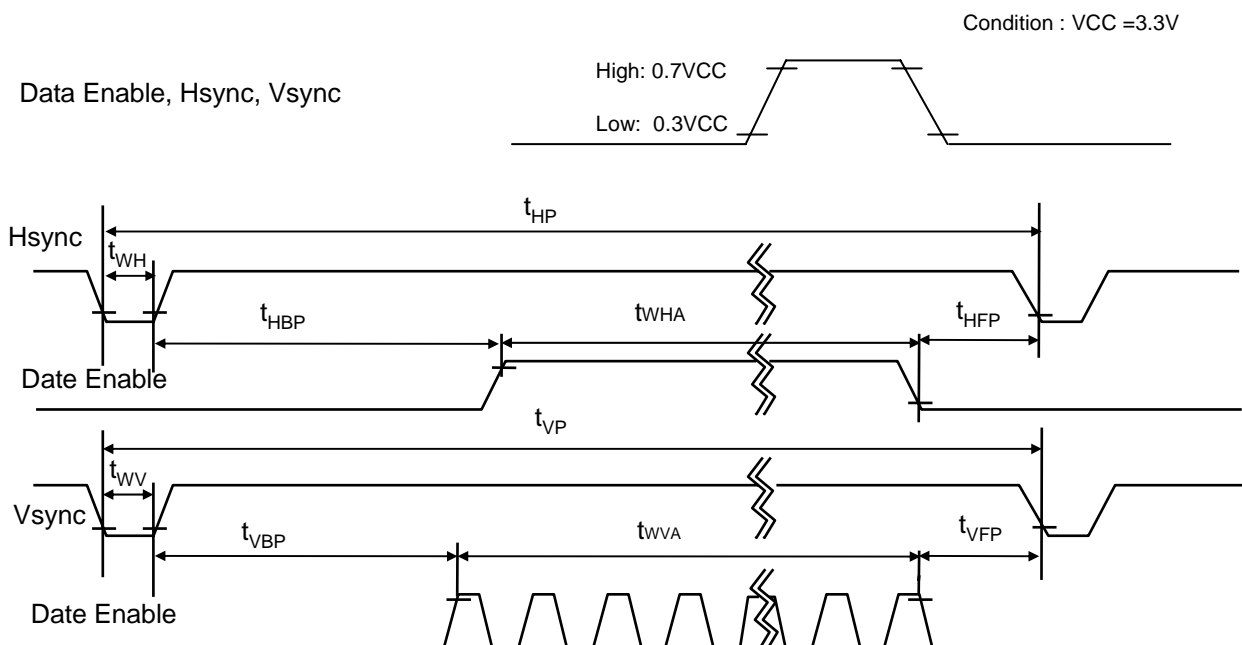 Condition : VCC =3.3V
High: 0.7VCC
Data Enable, Hsync, Vsync
Low: 0.3VCC
tHP
Hsync
tWH
tHBP
tWHA
tHFP
Date Enable
tVP
tWV
Vsync
tVBP
tWVA
tVFP
Date Enable